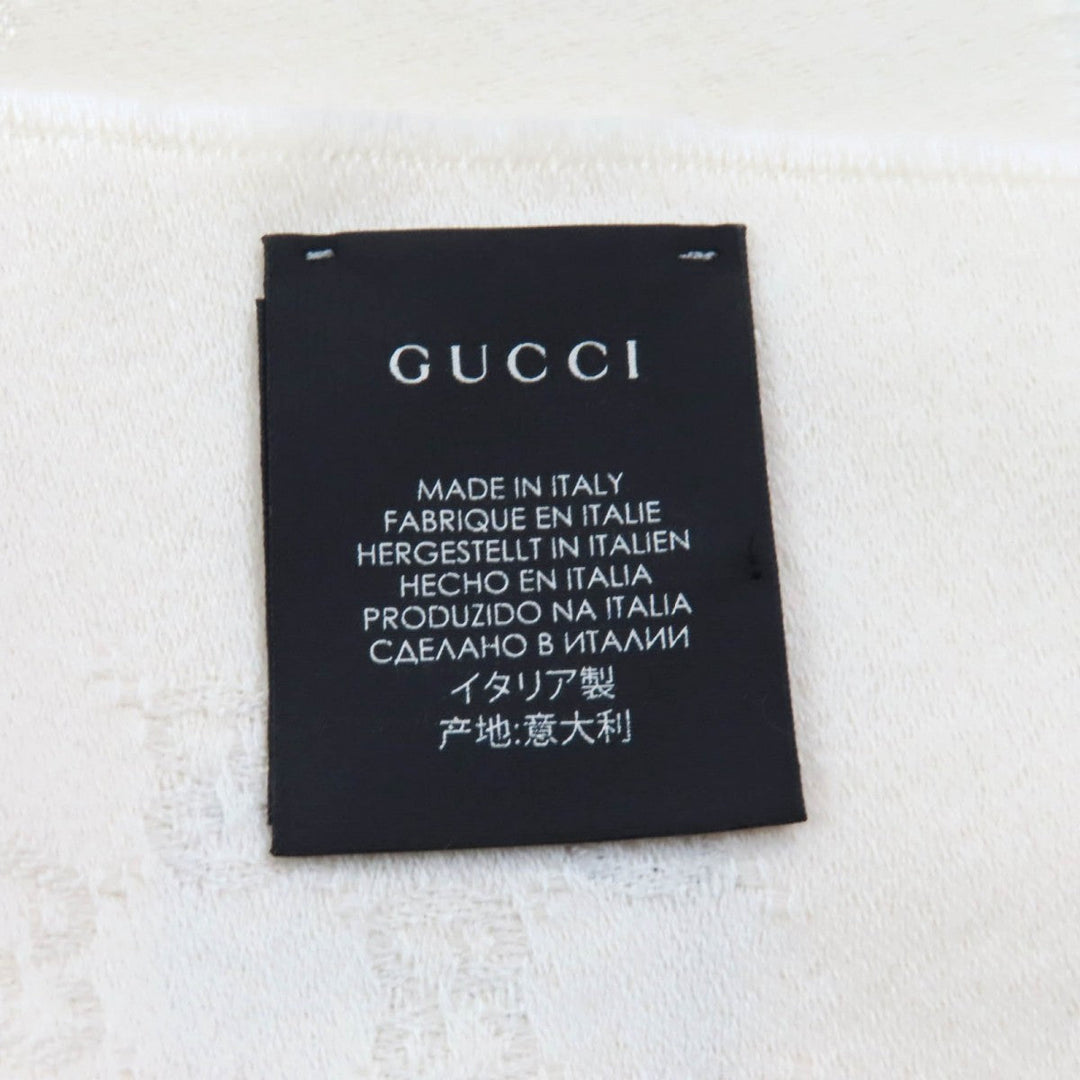 GUCCI
MADE IN ITALY
FABRIQUE EN ITALIE
HERGESTELLT IN ITALIEN
HECHO EN ITALIA
PRODUZIDO NA ITALIA
СДЕЛАНО В ИТАЛИИ
イタリア製
产地:意大利